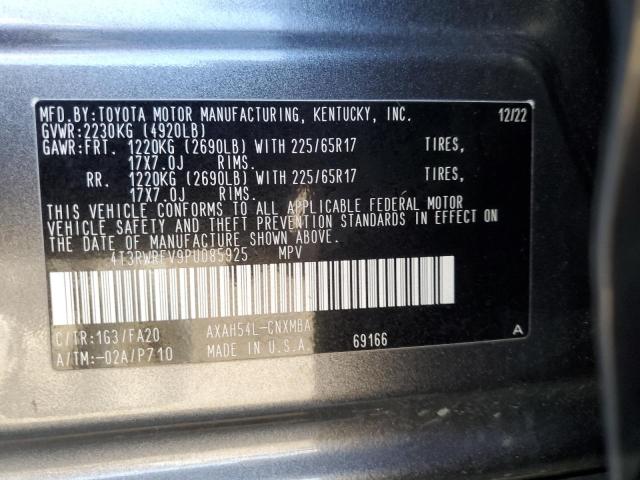 MFD.BY:TOYOTA MOTOR MANUFACTURING, KENTUCKY, INC. 12/22
GVWR:2230KG (4920LB)
GAWR:FRT. 1220KG (2690LB) WITH 225/65R17 TIRES,
17X7.0J RIMS.
RR. 1220KG (2690LB) WITH 225/65R17 TIRES,
17X7.0J RIMS.
THIS VEHICLE CONFORMS TO ALL APPLICABLE FEDERAL MOTOR
VEHICLE SAFETY AND THEFT PREVENTION STANDARDS IN EFFECT ON
THE DATE OF MANUFACTURE SHOWN ABOVE.
4T3RWRFV9PU085925 MPV
C/TR:1G3/FA20 AXAH54L-CNXMBA
A/TM:-02A/P710 MADE IN U.S.A. 69166 A